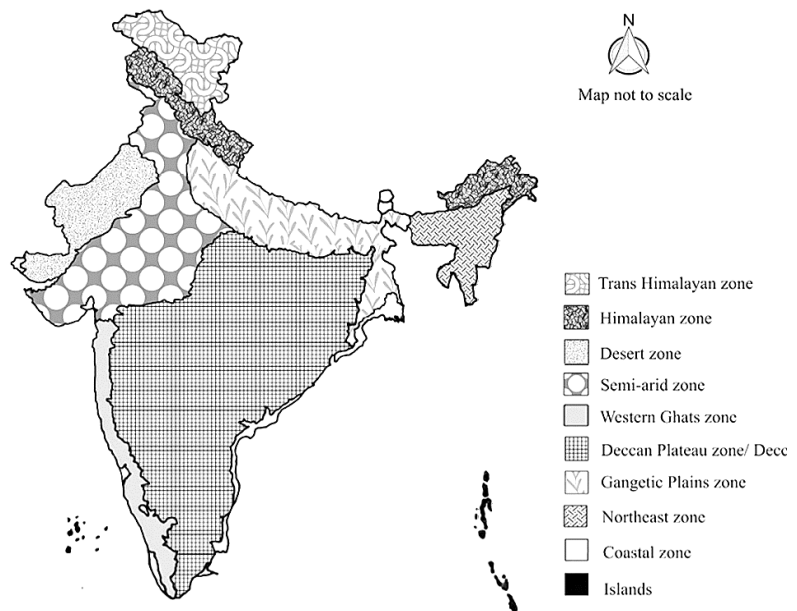 N
Map not to scale
Trans Himalayan zone
Himalayan zone
Desert zone
Semi-arid zone
Western Ghats zone
Deccan Plateau zone/ Decc
Gangetic Plains zone
Northeast zone
Coastal zone
Islands